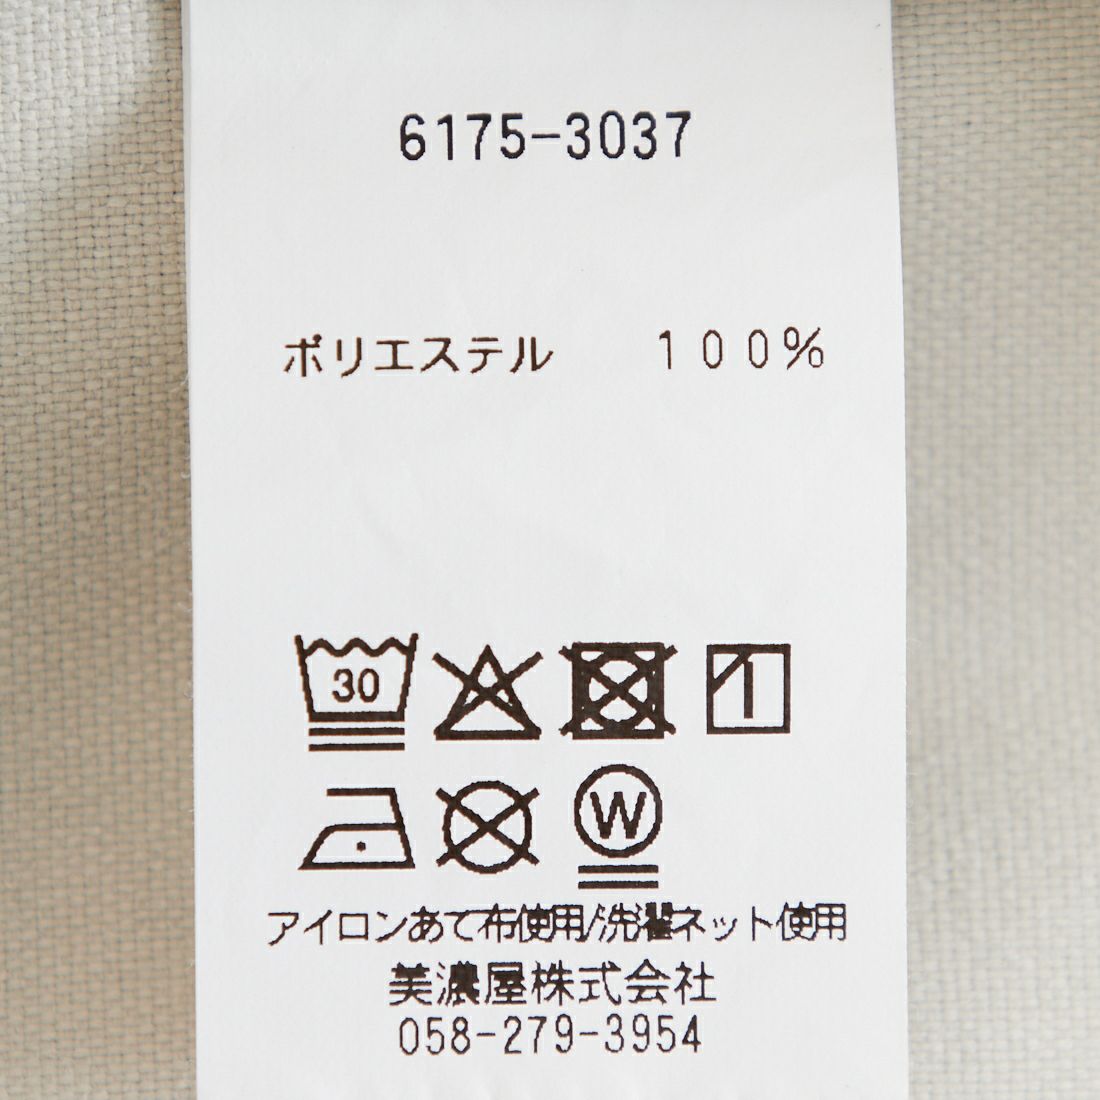 6175-3037
ポリエステル 100%
30
W
アイロンあて布使用/洗濯ネット使用
美濃屋株式会社
058-279-3954